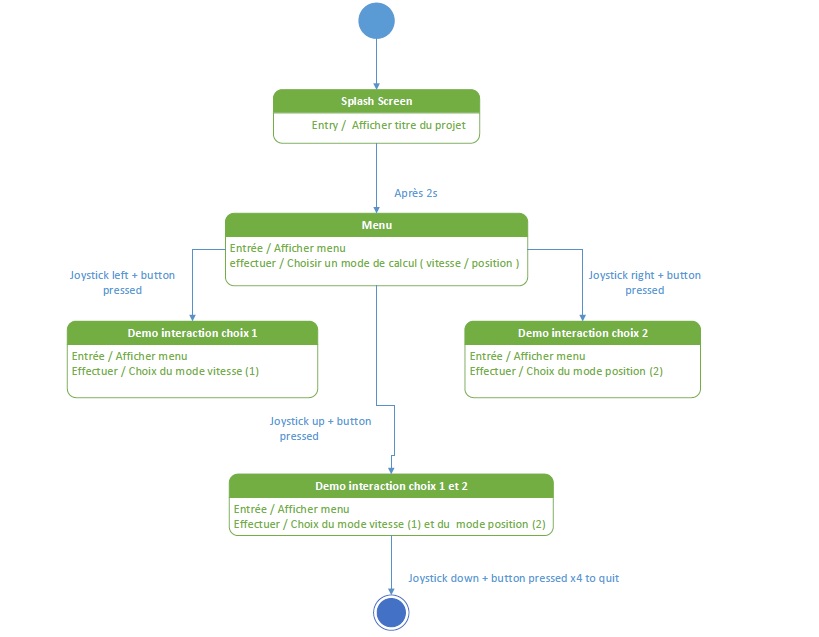 Splash Screen
Entry / Afficher titre du projet
Après 2s
Menu
Entrée / Afficher menu
effectuer / Choisir un mode de calcul ( vitesse / position )
Joystick left + button
pressed
Joystick right + button
pressed
Demo interaction choix 1
Entrée / Afficher menu
Effectuer / Choix du mode vitesse (1)
Demo interaction choix 2
Entrée / Afficher menu
Effectuer / Choix du mode position (2)
Joystick up + button
pressed
Demo interaction choix 1 et 2
Entrée / Afficher menu
Effectuer / Choix du mode vitesse (1) et du mode position (2)
Joystick down + button pressed x4 to quit